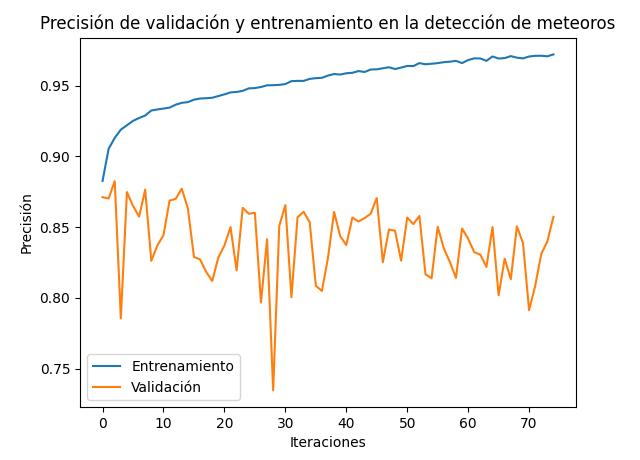 Precisión de validación y entrenamiento en la detección de meteoros
0.95
0.90
0.85
0.80
0.75
Precisión
Entrenamiento
Validación
0 10 20 30 40 50 60 70
Iteraciones